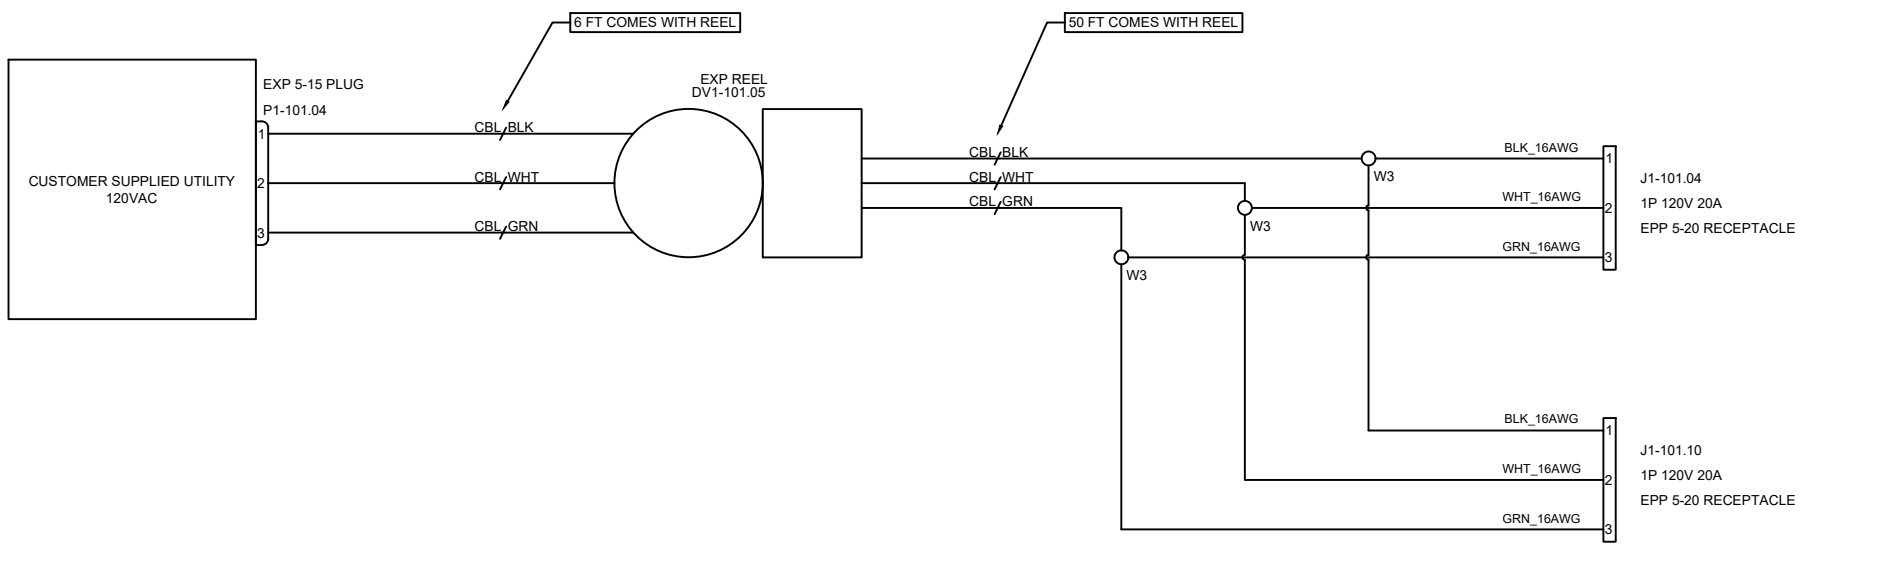 6 FT COMES WITH REEL
50 FT COMES WITH REEL
EXP 5-15 PLUG
P1-101.04
EXP REEL
DV1-101.05
CUSTOMER SUPPLIED UTILITY
120VAC
1
2
3
CBL/BLK
CBL/WHT
CBL/GRN
CBL/BLK
CBL/WHT
CBL/GRN
W3
W3
W3
BLK_16AWG
WHT_16AWG
GRN_16AWG
1
2
3
J1-101.04
1P 120V 20A
EPP 5-20 RECEPTACLE
BLK_16AWG
WHT_16AWG
GRN_16AWG
1
2
3
J1-101.10
1P 120V 20A
EPP 5-20 RECEPTACLE